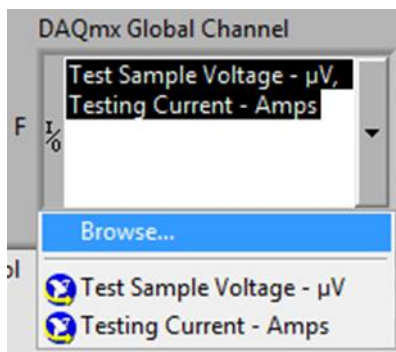 DAQmx Global Channel
F
I/O
Test Sample Voltage - µV,
Testing Current - Amps
Browse...
ol
Test Sample Voltage - µV
Testing Current - Amps